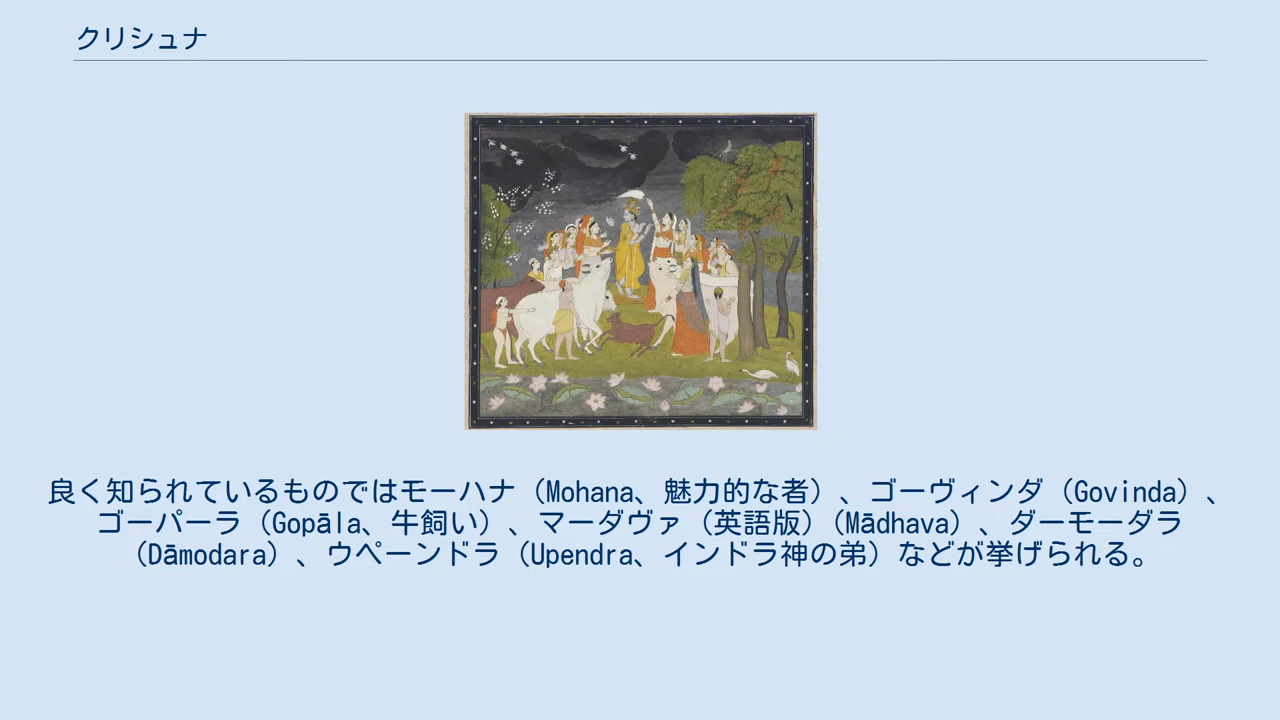 クリシュナ
良く知られているものではモーハナ（Mohana、魅力的な者）、ゴーヴィンダ（Govinda）、
ゴーパーラ（Gopāla、牛飼い）、マーダヴァ（英語版）（Mādhava）、ダーモーダラ
（Dāmodara）、ウペーンドラ（Upendra、インドラ神の弟）などが挙げられる。